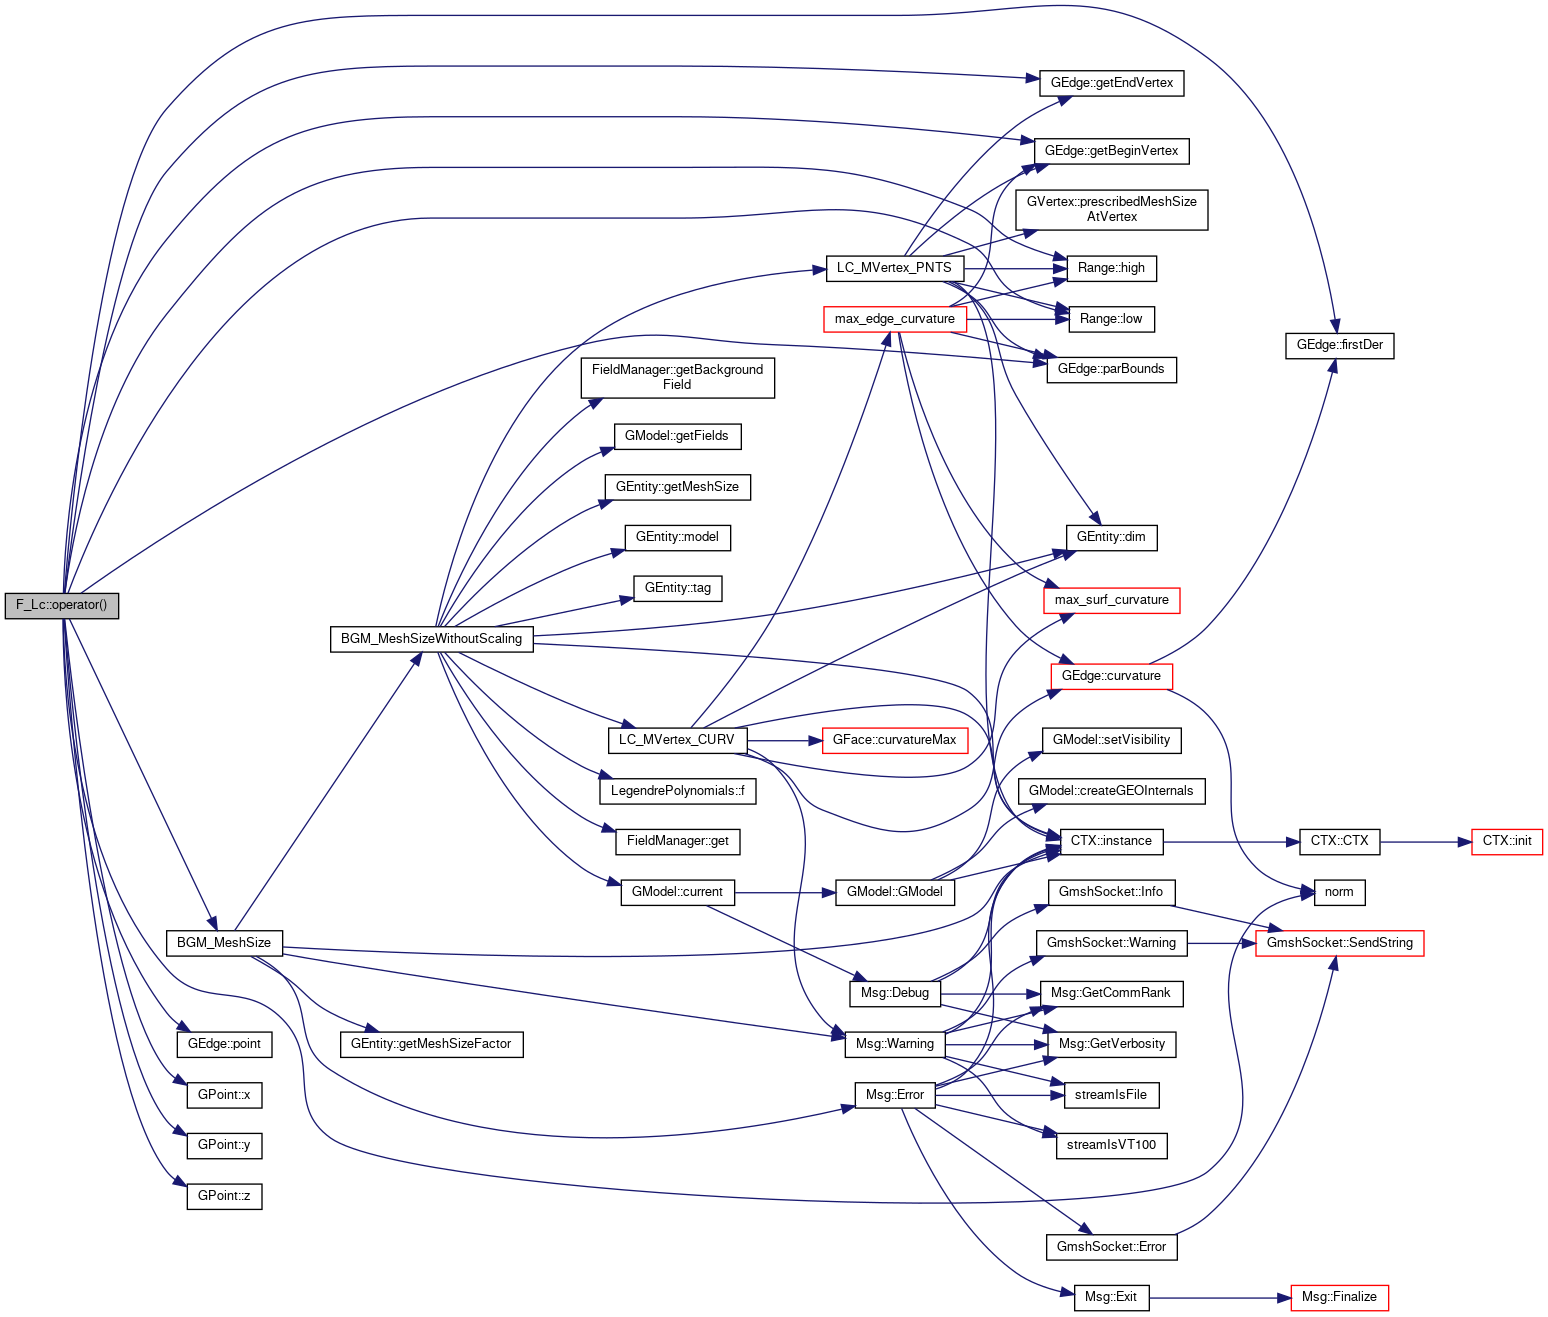 F_Lc::operator()
BGM_MeshSize
GEdge::point
GPoint::x
GPoint::y
GPoint::z
BGM_MeshSizeWithoutScaling
GEntity::getMeshSizeFactor
FieldManager::getBackground
Field
GModel::getFields
GEntity::getMeshSize
GEntity::model
GEntity::tag
LC_MVertex_CURV
LegendrePolynomials::f
FieldManager::get
GModel::current
LC_MVertex_PNTS
max_edge_curvature
GFace::curvatureMax
GModel::GModel
Msg::Debug
Msg::Warning
Msg::Error
GEdge::getEndVertex
GEdge::getBeginVertex
GVertex::prescribedMeshSize
AtVertex
Range::high
Range::low
GEdge::parBounds
GEntity::dim
max_surf_curvature
GEdge::curvature
GModel::setVisibility
GModel::createGEOInternals
CTX::instance
GmshSocket::Info
GmshSocket::Warning
Msg::GetCommRank
Msg::GetVerbosity
streamIsFile
streamIsVT100
GmshSocket::Error
Msg::Exit
GEdge::firstDer
CTX::CTX
norm
GmshSocket::SendString
Msg::Finalize
CTX::init